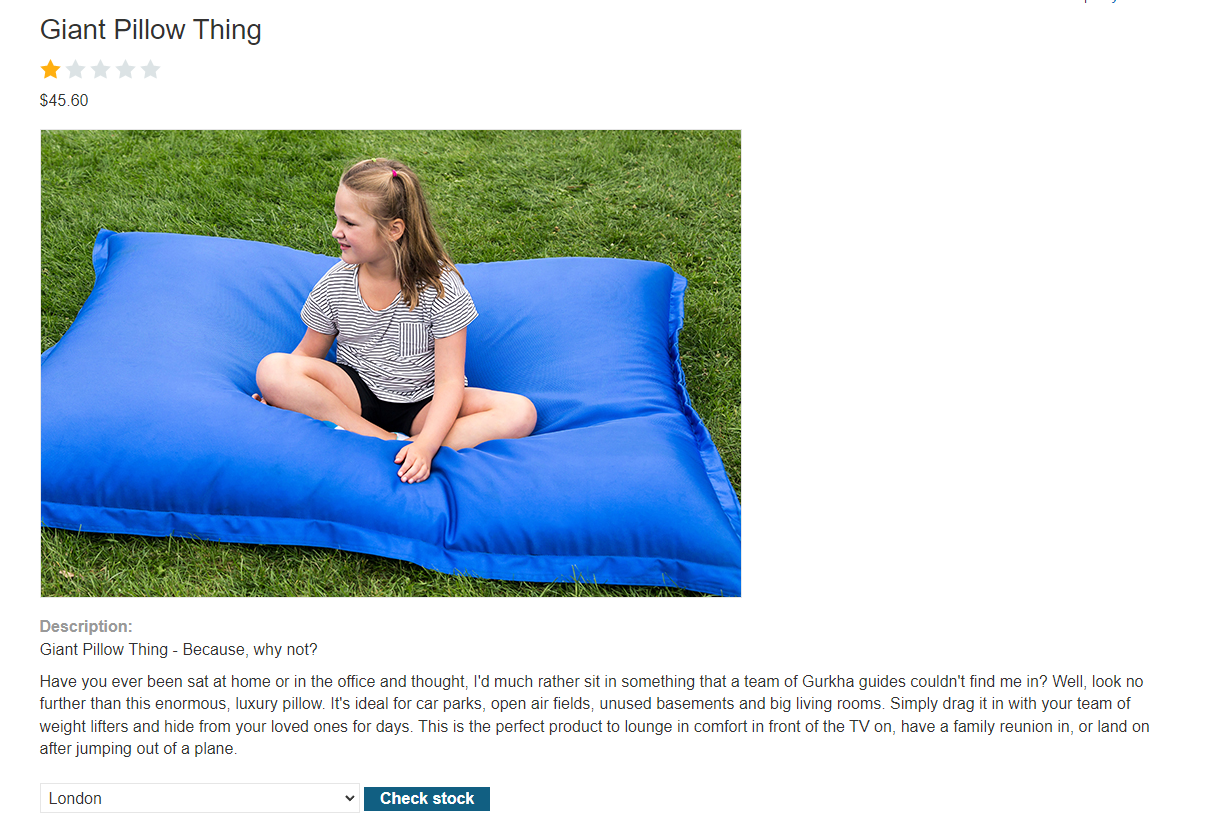 Giant Pillow Thing
$45.60
Description:
Giant Pillow Thing - Because, why not?
Have you ever been sat at home or in the office and thought, I'd much rather sit in something that a team of Gurkha guides couldn't find me in? Well, look no
further than this enormous, luxury pillow. It's ideal for car parks, open air fields, unused basements and big living rooms. Simply drag it in with your team of
weight lifters and hide from your loved ones for days. This is the perfect product to lounge in comfort in front of the TV on, have a family reunion in, or land on
after jumping out of a plane.
London
Check stock